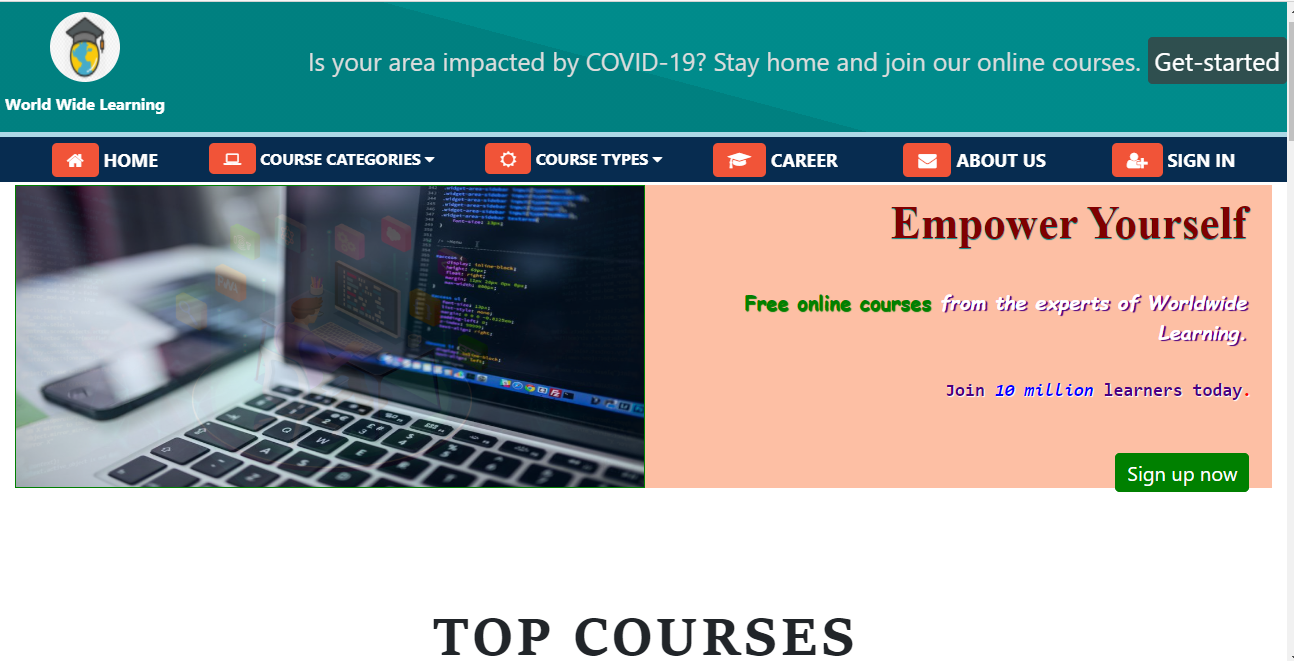 Is your area impacted by COVID-19? Stay home and join our online courses. Get-started
World Wide Learning
HOME COURSE CATEGORIES COURSE TYPES CAREER ABOUT US SIGN IN
Empower Yourself
Free online courses from the experts of Worldwide
Learning.
Join 10 million learners today.
Sign up now
TOP COURSES